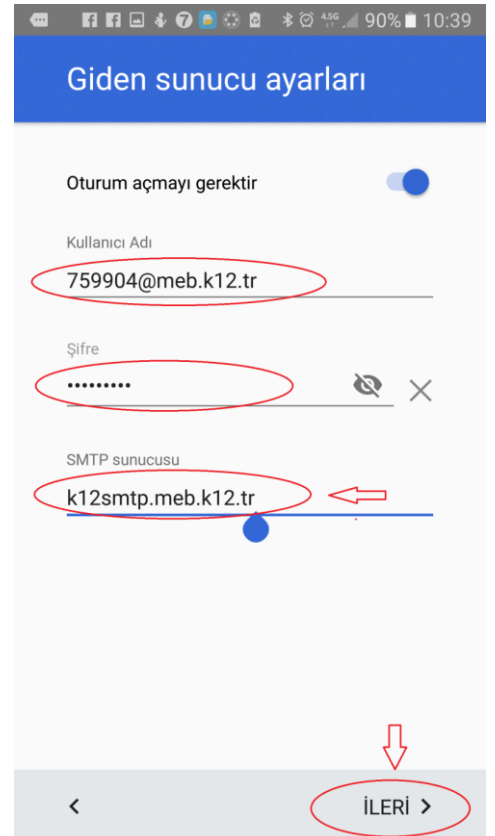 90% 10:39
Giden sunucu ayarları
Oturum açmayı gerektir
Kullanıcı Adı
759904@meb.k12.tr
Şifre
•••••••••
SMTP sunucusu
k12smtp.meb.k12.tr
< İLERİ >